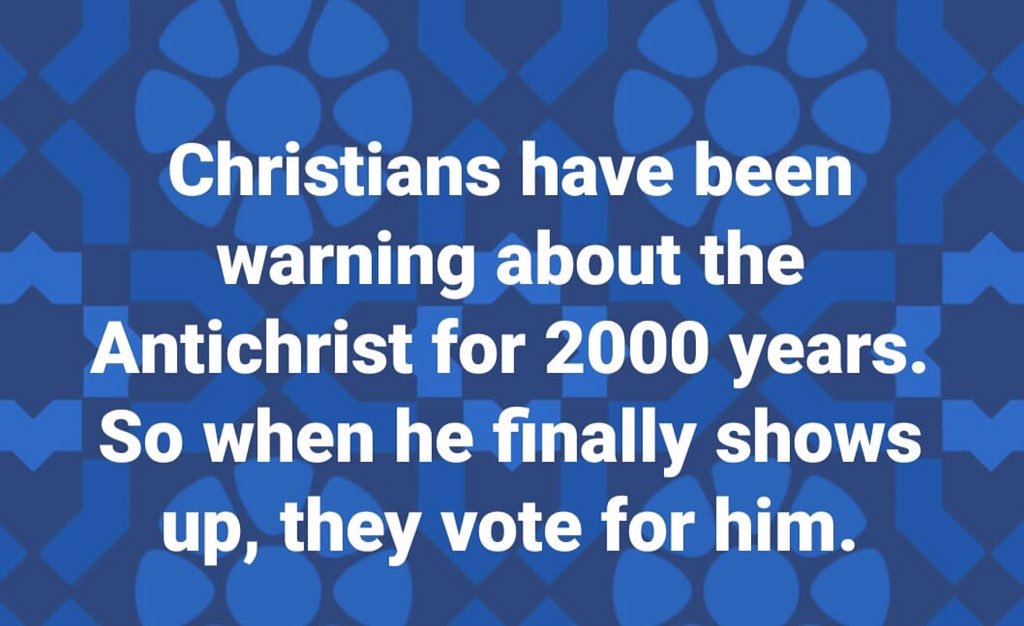 Christians have been
warning about the
Antichrist for 2000 years.
So when he finally shows
up, they vote for him.